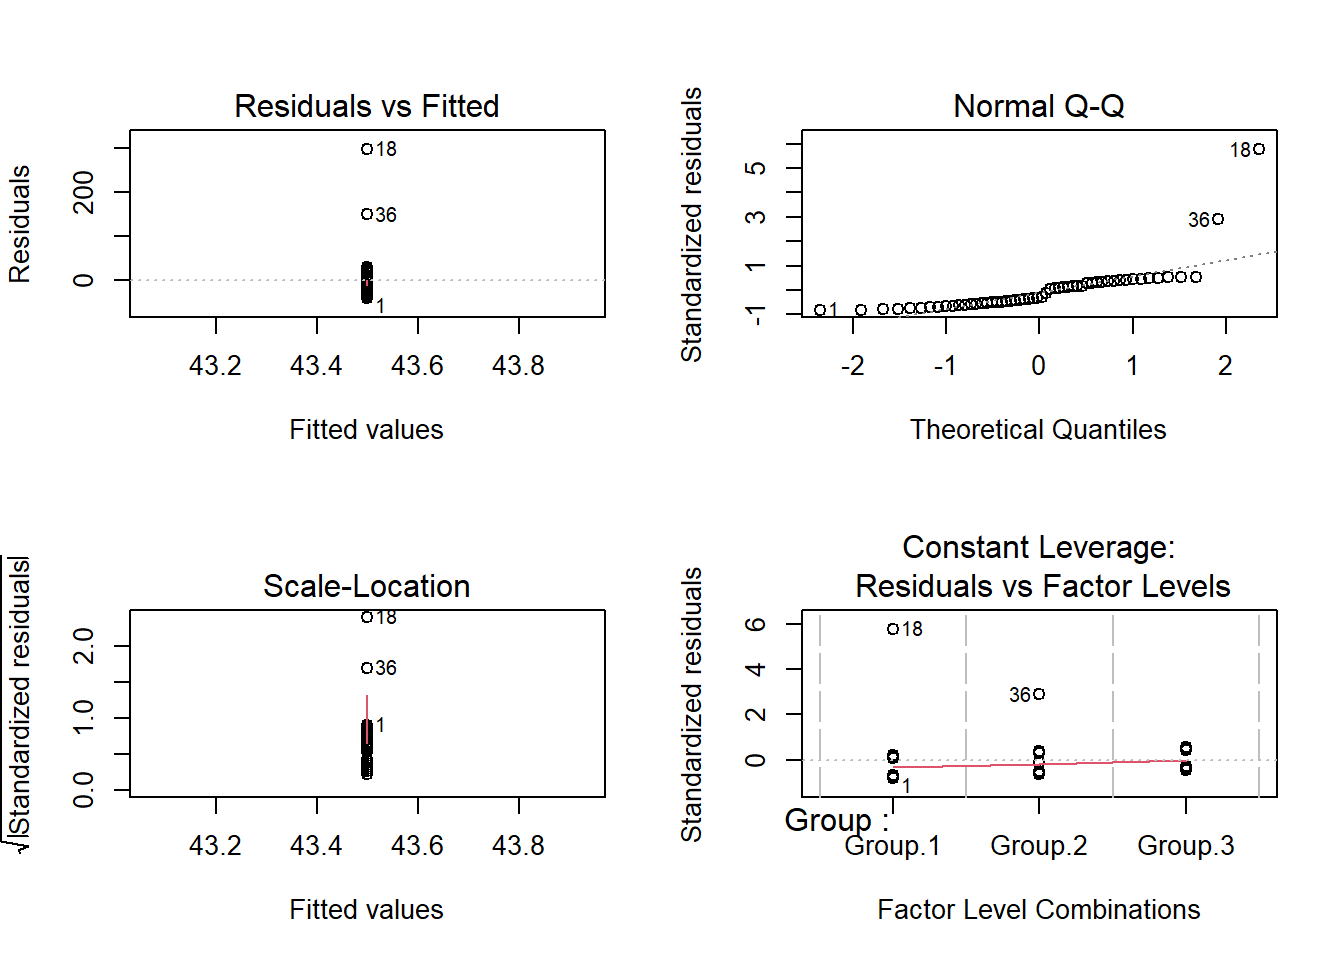 Residuals vs Fitted
Residuals
200
0
18
36
1
43.2 43.4 43.6 43.8
Fitted values
Normal Q-Q
Standardized residuals
5
3
1
-1
18
36
1
-2 -1 0 1 2
Theoretical Quantiles
Scale-Location
√|Standardized residuals|
2.0
1.0
0.0
18
36
1
43.2 43.4 43.6 43.8
Fitted values
Constant Leverage:
Residuals vs Factor Levels
Standardized residuals
6
4
2
0
18
36
1
Group :
Group.1 Group.2 Group.3
Factor Level Combinations